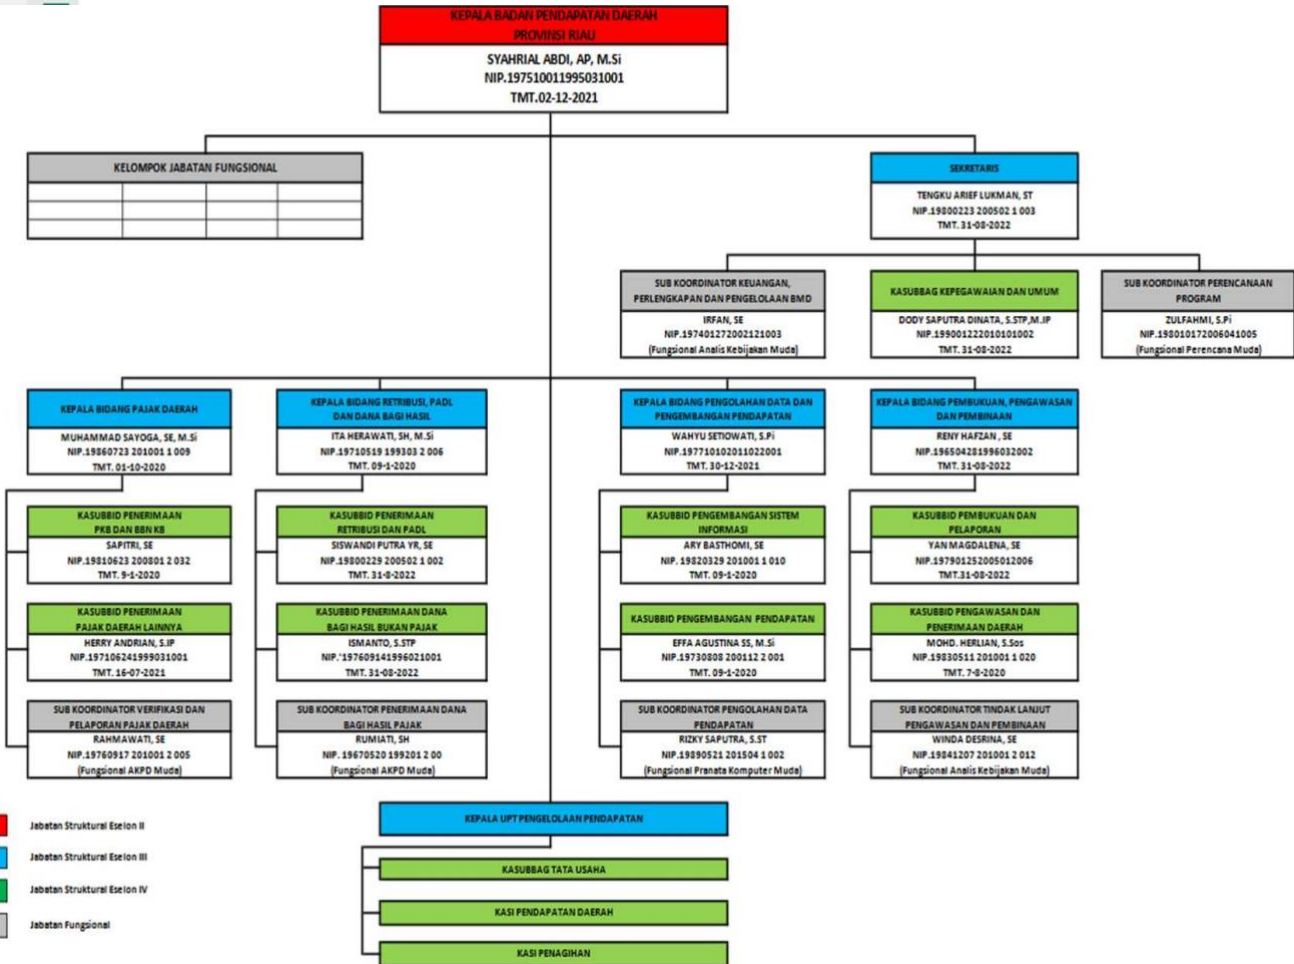 KEPALA BADAN PENDAPATAN DAERAH
PROVINSI RIAU
SYAHRIAL ABDI, AP, M.Si
NIP.197510011995031001
TMT.02-12-2021
KELOMPOK JABATAN FUNGSIONAL
SEKRETARIS
TENGKU ARIEF LUKMAN, ST
NIP.19800223 200502 1 003
TMT. 31-08-2022
SUB KOORDINATOR KEUANGAN,
PERLENGKAPAN DAN PENGELOLAAN BMD
IRFAN, SE
NIP.197401272002121003
(Fungsional Analis Kebijakan Muda)
KASUBBAG KEPEGAWAIAN DAN UMUM
DODY SAPUTRA DINATA, S.STP,M.IP
NIP.199001222010101002
TMT. 31-08-2022
SUB KOORDINATOR PERENCANAAN
PROGRAM
ZULFAHMI, S.Pi
NIP.198010172006041005
(Fungsional Perencana Muda)
KEPALA BIDANG PAJAK DAERAH
MUHAMMAD SAYOGA, SE, M.Si
NIP.19860723 201001 1 009
TMT. 01-10-2020
KEPALA BIDANG RETRIBUSI, PADL
DAN DANA BAGI HASIL
ITA HERAWATI, SH, M.Si
NIP.19710519 199303 2 006
TMT. 09-1-2020
KEPALA BIDANG PENGOLAHAN DATA DAN
PENGEMBANGAN PENDAPATAN
WAHYU SETIOWATI, S.Pi
NIP.197710102011022001
TMT. 30-12-2021
KEPALA BIDANG PEMBUKUAN, PENGAWASAN
DAN PEMBINAAN
RENY HAFZAN , SE
NIP.196504281996032002
TMT. 31-08-2022
KASUBBID PENERIMAAN
PKB DAN BBN KB
SAPITRI, SE
NIP.19810623 200801 2 032
TMT. 9-1-2020
KASUBBID PENERIMAAN
RETRIBUSI DAN PADL
SISWANDI PUTRA YR, SE
NIP.19800229 200502 1 002
TMT. 31-8-2022
KASUBBID PENGEMBANGAN SISTEM
INFORMASI
ARY BASTHOMI, SE
NIP. 19820329 201001 1 010
TMT. 09-1-2020
KASUBBID PEMBUKUAN DAN
PELAPORAN
YAN MAGDALENA, SE
NIP.197901252005012006
TMT.31-08-2022
KASUBBID PENERIMAAN
PAJAK DAERAH LAINNYA
HERRY ANDRIAN, S.IP
NIP.197106241999031001
TMT. 16-07-2021
KASUBBID PENERIMAAN DANA
BAGI HASIL BUKAN PAJAK
ISMANTO, S.STP
NIP.'197609141996021001
TMT. 31-08-2022
KASUBBID PENGEMBANGAN PENDAPATAN
EFFA AGUSTINA SS, M.Si
NIP.19730808 200112 2 001
TMT. 09-1-2020
KASUBBID PENGAWASAN DAN
PENERIMAAN DAERAH
MOHD. HERLIAN, S.Sos
NIP.19830511 201001 1 020
TMT. 7-8-2020
SUB KOORDINATOR VERIFIKASI DAN
PELAPORAN PAJAK DAERAH
RAHMAWATI, SE
NIP.19760917 201001 2 005
(Fungsional AKPD Muda)
SUB KOORDINATOR PENERIMAAN DANA
BAGI HASIL PAJAK
RUMIATI, SH
NIP. 19670520 199201 2 00
(Fungsional AKPD Muda)
SUB KOORDINATOR PENGOLAHAN DATA
PENDAPATAN
RIZKY SAPUTRA, S.ST
NIP.19890521 201504 1 002
(Fungsional Pranata Komputer Muda)
SUB KOORDINATOR TINDAK LANJUT
PENGAWASAN DAN PEMBINAAN
WINDA DESRINA, SE
NIP.19841207 201001 2 012
(Fungsional Analis Kebijakan Muda)
KEPALA UPT PENGELOLAAN PENDAPATAN
KASUBBAG TATA USAHA
KASI PENDAPATAN DAERAH
KASI PENAGIHAN
Jabatan Struktural Eselon II
Jabatan Struktural Eselon III
Jabatan Struktural Eselon IV
Jabatan Fungsional